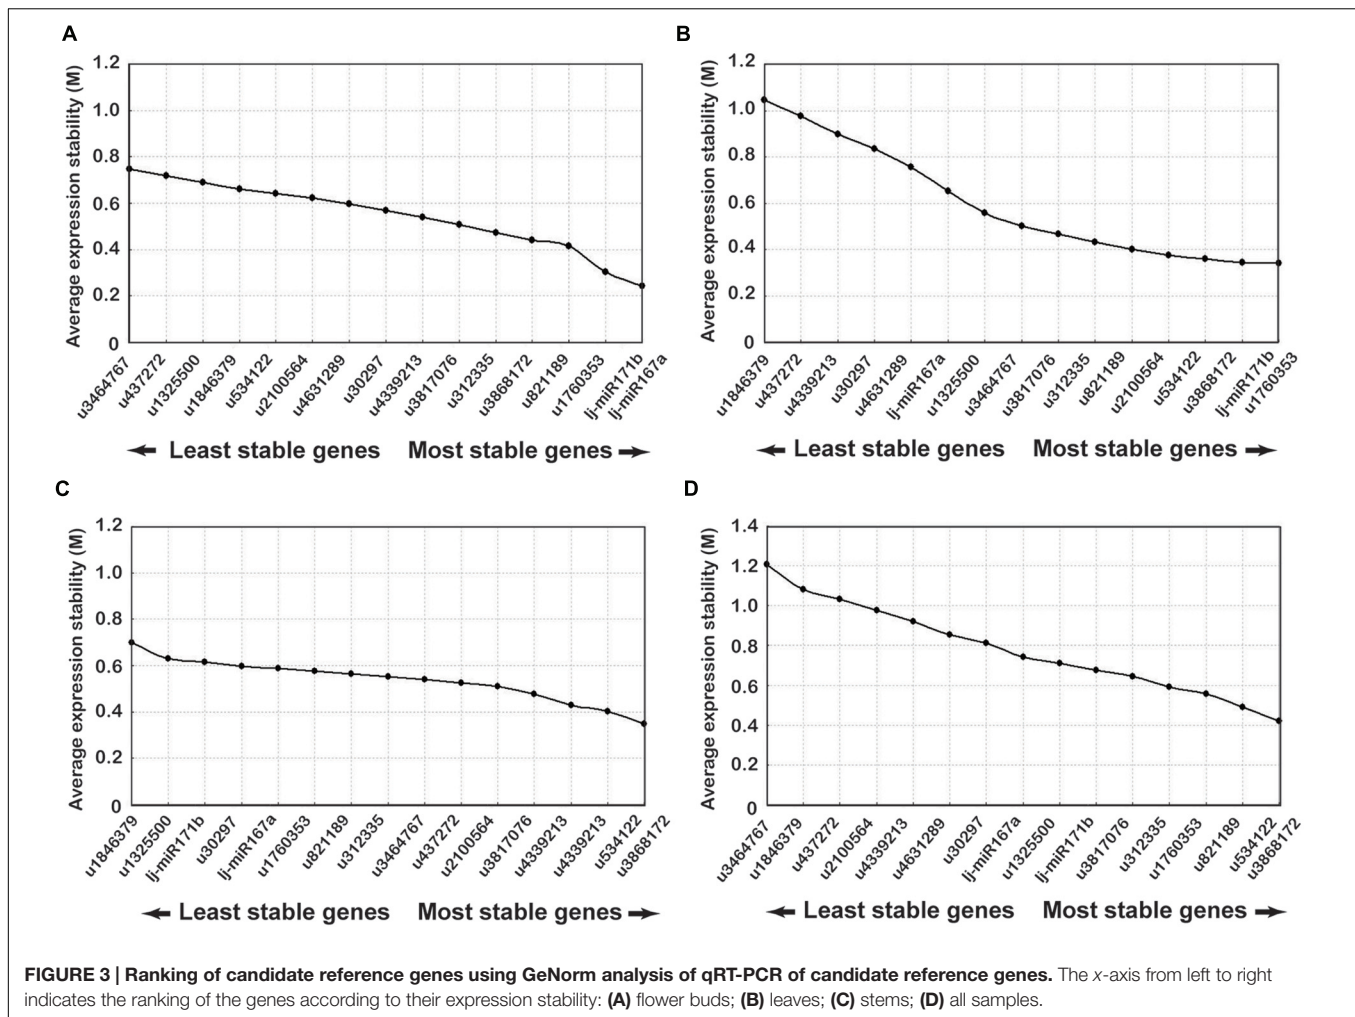 A
Average expression stability (M)
1.2
1.0
0.8
0.6
0.4
0.2
0
u3464767
u437272
u1325500
u1846379
u534122
u2100564
u4631289
u30297
u4339213
u3817076
u312335
u3868172
u821189
u1760353
lj-miR171b
lj-miR167a
Least stable genes Most stable genes
B
Average expression stability (M)
1.2
1.0
0.8
0.6
0.4
0.2
0
u1846379
u437272
u4339213
u30297
u4631289
lj-miR167a
u1325500
u3464767
u3817076
u312335
u821189
u2100564
u534122
u3868172
lj-miR171b
u1760353
Least stable genes Most stable genes
C
Average expression stability (M)
1.2
1.0
0.8
0.6
0.4
0.2
0
u1846379
u1325500
lj-miR171b
u30297
lj-miR167a
u1760353
u821189
u312335
u3464767
u437272
u2100564
u3817076
u4339213
u4339213
u534122
u3868172
Least stable genes Most stable genes
D
Average expression stability (M)
1.4
1.2
1.0
0.8
0.6
0.4
0.2
0
u3464767
u1846379
u437272
u2100564
u4339213
u4631289
u30297
lj-miR167a
u1325500
lj-miR171b
u3817076
u312335
u1760353
u821189
u534122
u3868172
Least stable genes Most stable genes
FIGURE 3 | Ranking of candidate reference genes using GeNorm analysis of qRT-PCR of candidate reference genes. The x-axis from left to right
indicates the ranking of the genes according to their expression stability: (A) flower buds; (B) leaves; (C) stems; (D) all samples.